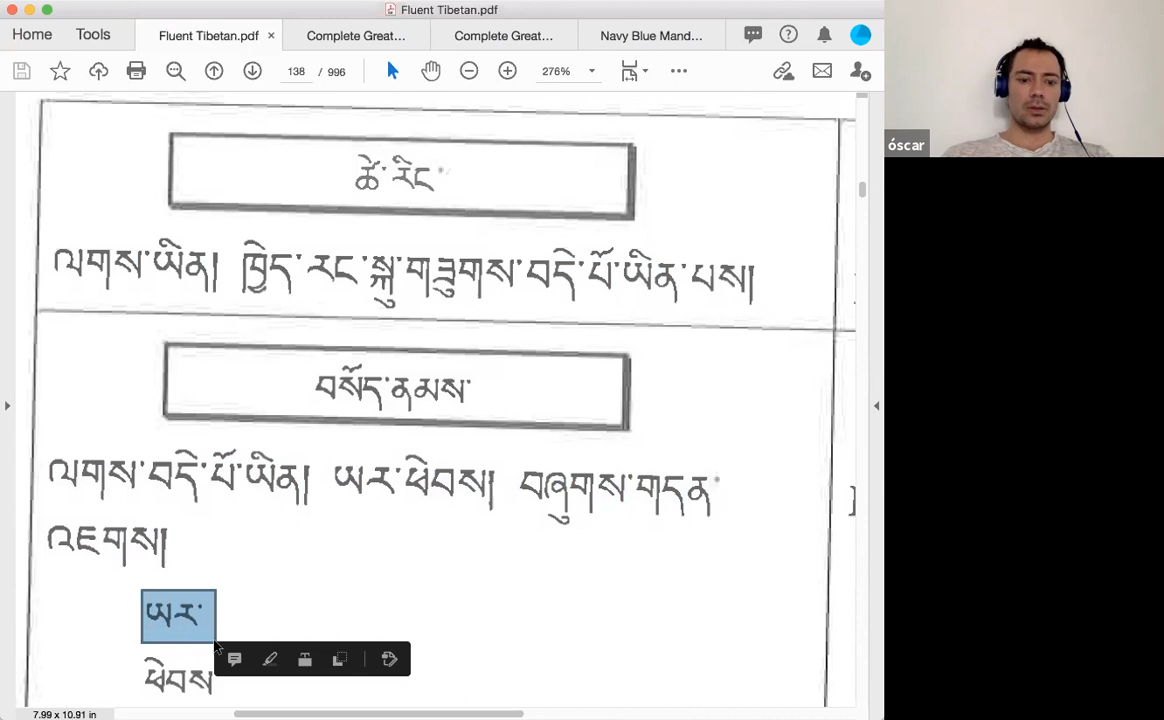 Fluent Tibetan.pdf
Home Tools Fluent Tibetan.pdf × Complete Great... Complete Great... Navy Blue Mand...
138 / 996 276%
óscar
ཚེ་རིང་
ལགས་ཡིན། ཁྱེད་རང་སྐུ་གཟུགས་བདེ་པོ་ཡིན་པས།
བསོད་ནམས་
ལགས་བདེ་པོ་ཡིན། ཡར་ཕེབས། བཞུགས་གདན་
འཇགས།
ཡར་
ཕེབས
7.99 x 10.91 in